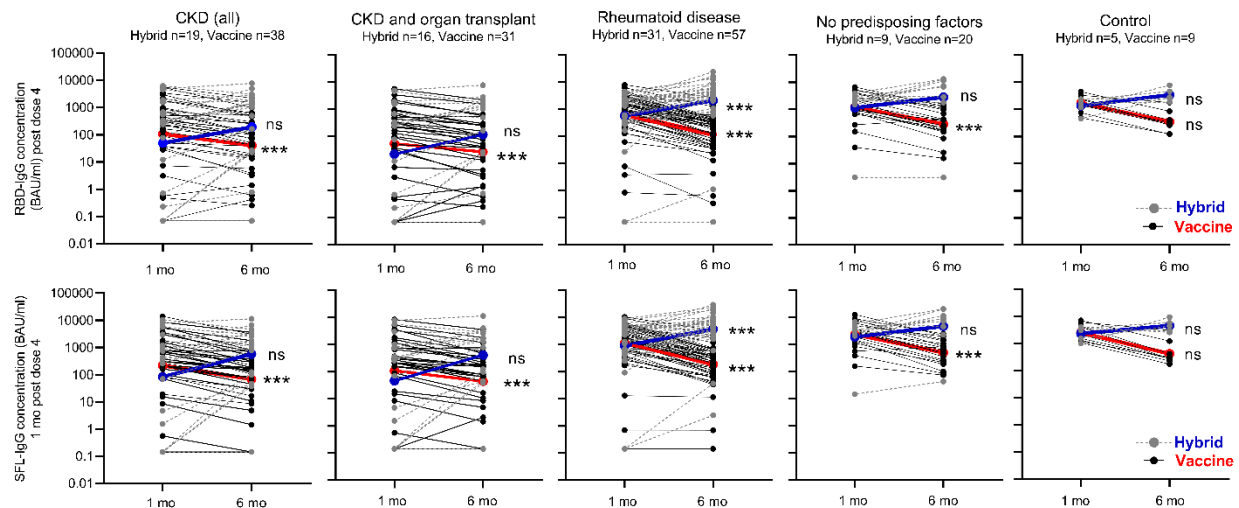 CKD (all)
Hybrid n=19, Vaccine n=38
CKD and organ transplant
Hybrid n=16, Vaccine n=31
Rheumatoid disease
Hybrid n=31, Vaccine n=57
No predisposing factors
Hybrid n=9, Vaccine n=20
Control
Hybrid n=5, Vaccine n=9
RBD-IgG concentration
(BAU/ml) post dose 4
100000
10000
1000
100
10
1
0.1
0.01
ns
***
ns
***
***
***
ns
***
ns
ns
Hybrid
Vaccine
1 mo
6 mo
1 mo
6 mo
1 mo
6 mo
1 mo
6 mo
1 mo
6 mo
SFL-IgG concentration (BAU/ml)
1 mo post dose 4
100000
10000
1000
100
10
1
0.1
0.01
ns
***
ns
***
***
***
ns
***
ns
ns
Hybrid
Vaccine
1 mo
6 mo
1 mo
6 mo
1 mo
6 mo
1 mo
6 mo
1 mo
6 mo